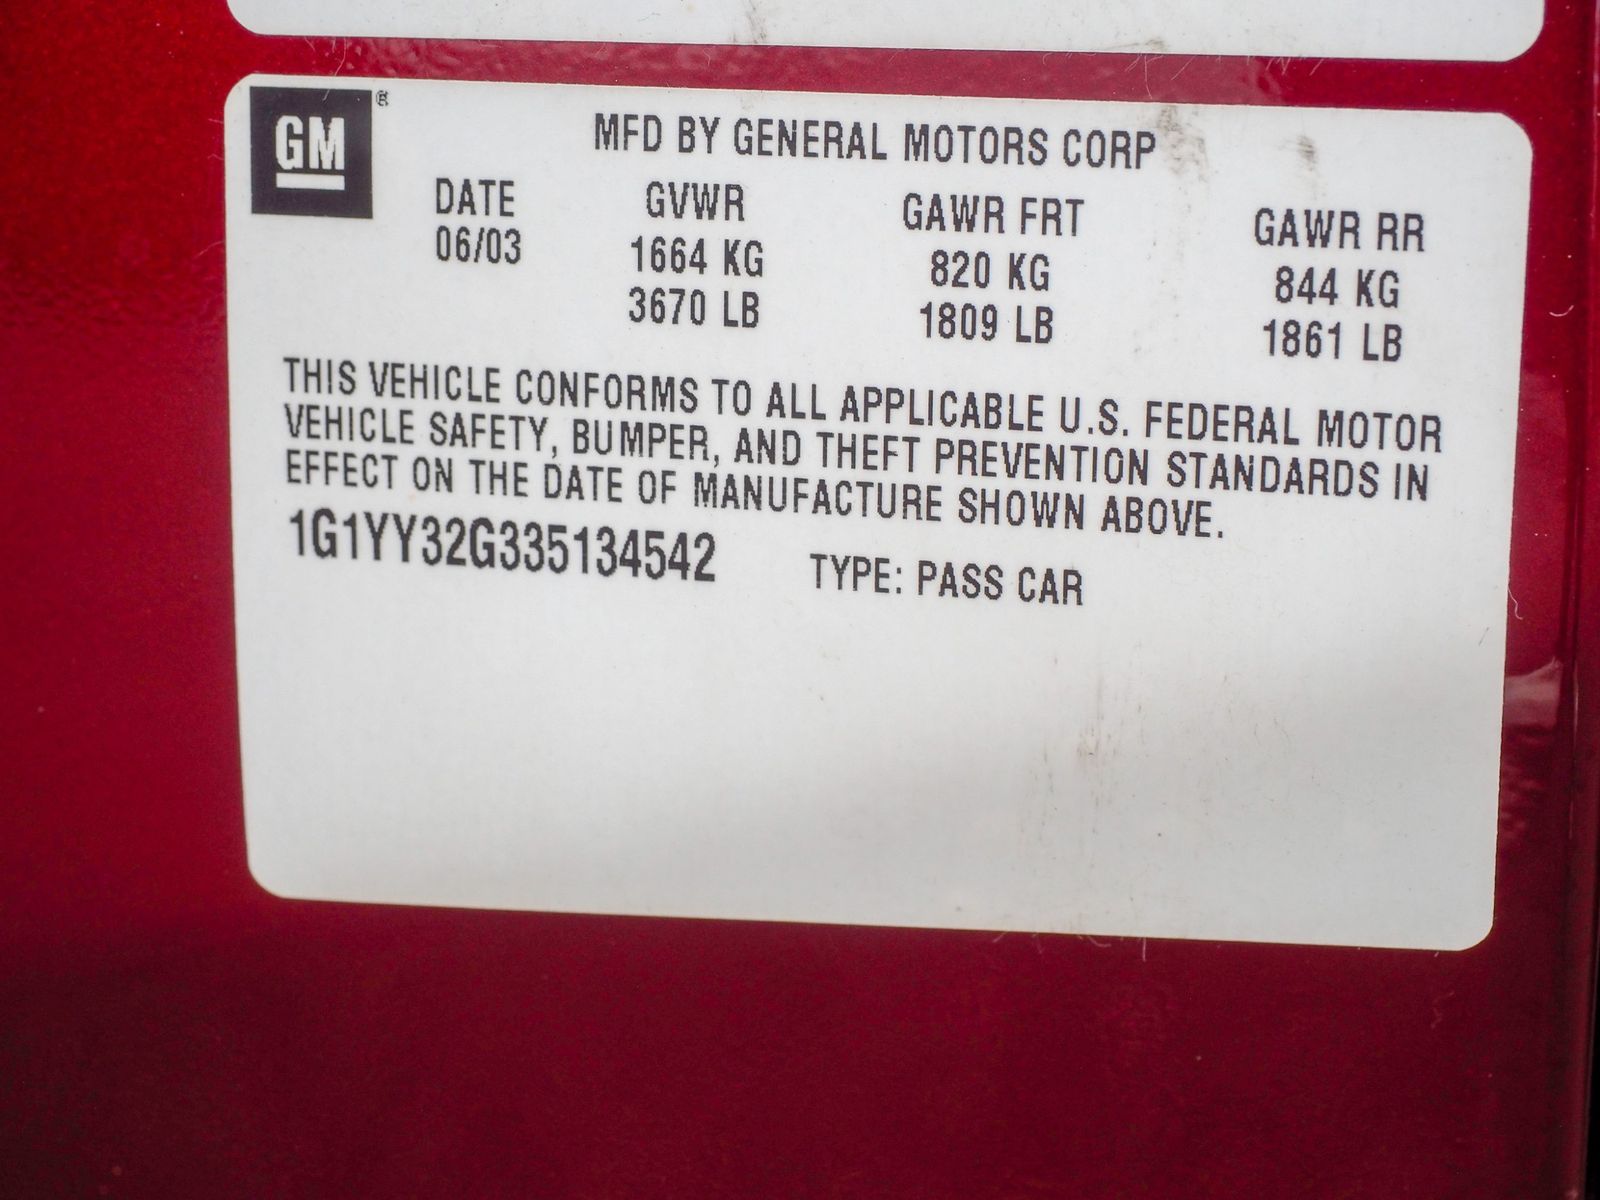 GM®
MFD BY GENERAL MOTORS CORP
DATE GVWR GAWR FRT GAWR RR
06/03 1664 KG 820 KG 844 KG
3670 LB 1809 LB 1861 LB
THIS VEHICLE CONFORMS TO ALL APPLICABLE U.S. FEDERAL MOTOR
VEHICLE SAFETY, BUMPER, AND THEFT PREVENTION STANDARDS IN
EFFECT ON THE DATE OF MANUFACTURE SHOWN ABOVE.
1G1YY32G335134542 TYPE: PASS CAR